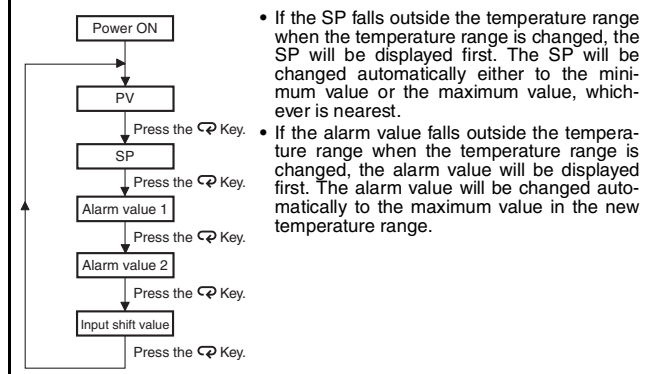 Power ON
PV
Press the Key.
SP
Press the Key.
Alarm value 1
Press the Key.
Alarm value 2
Press the Key.
Input shift value
Press the Key.
• If the SP falls outside the temperature range
when the temperature range is changed, the
SP will be displayed first. The SP will be
changed automatically either to the mini-
mum value or the maximum value, which-
ever is nearest.
• If the alarm value falls outside the tempera-
ture range when the temperature range is
changed, the alarm value will be displayed
first. The alarm value will be changed auto-
matically to the maximum value in the new
temperature range.